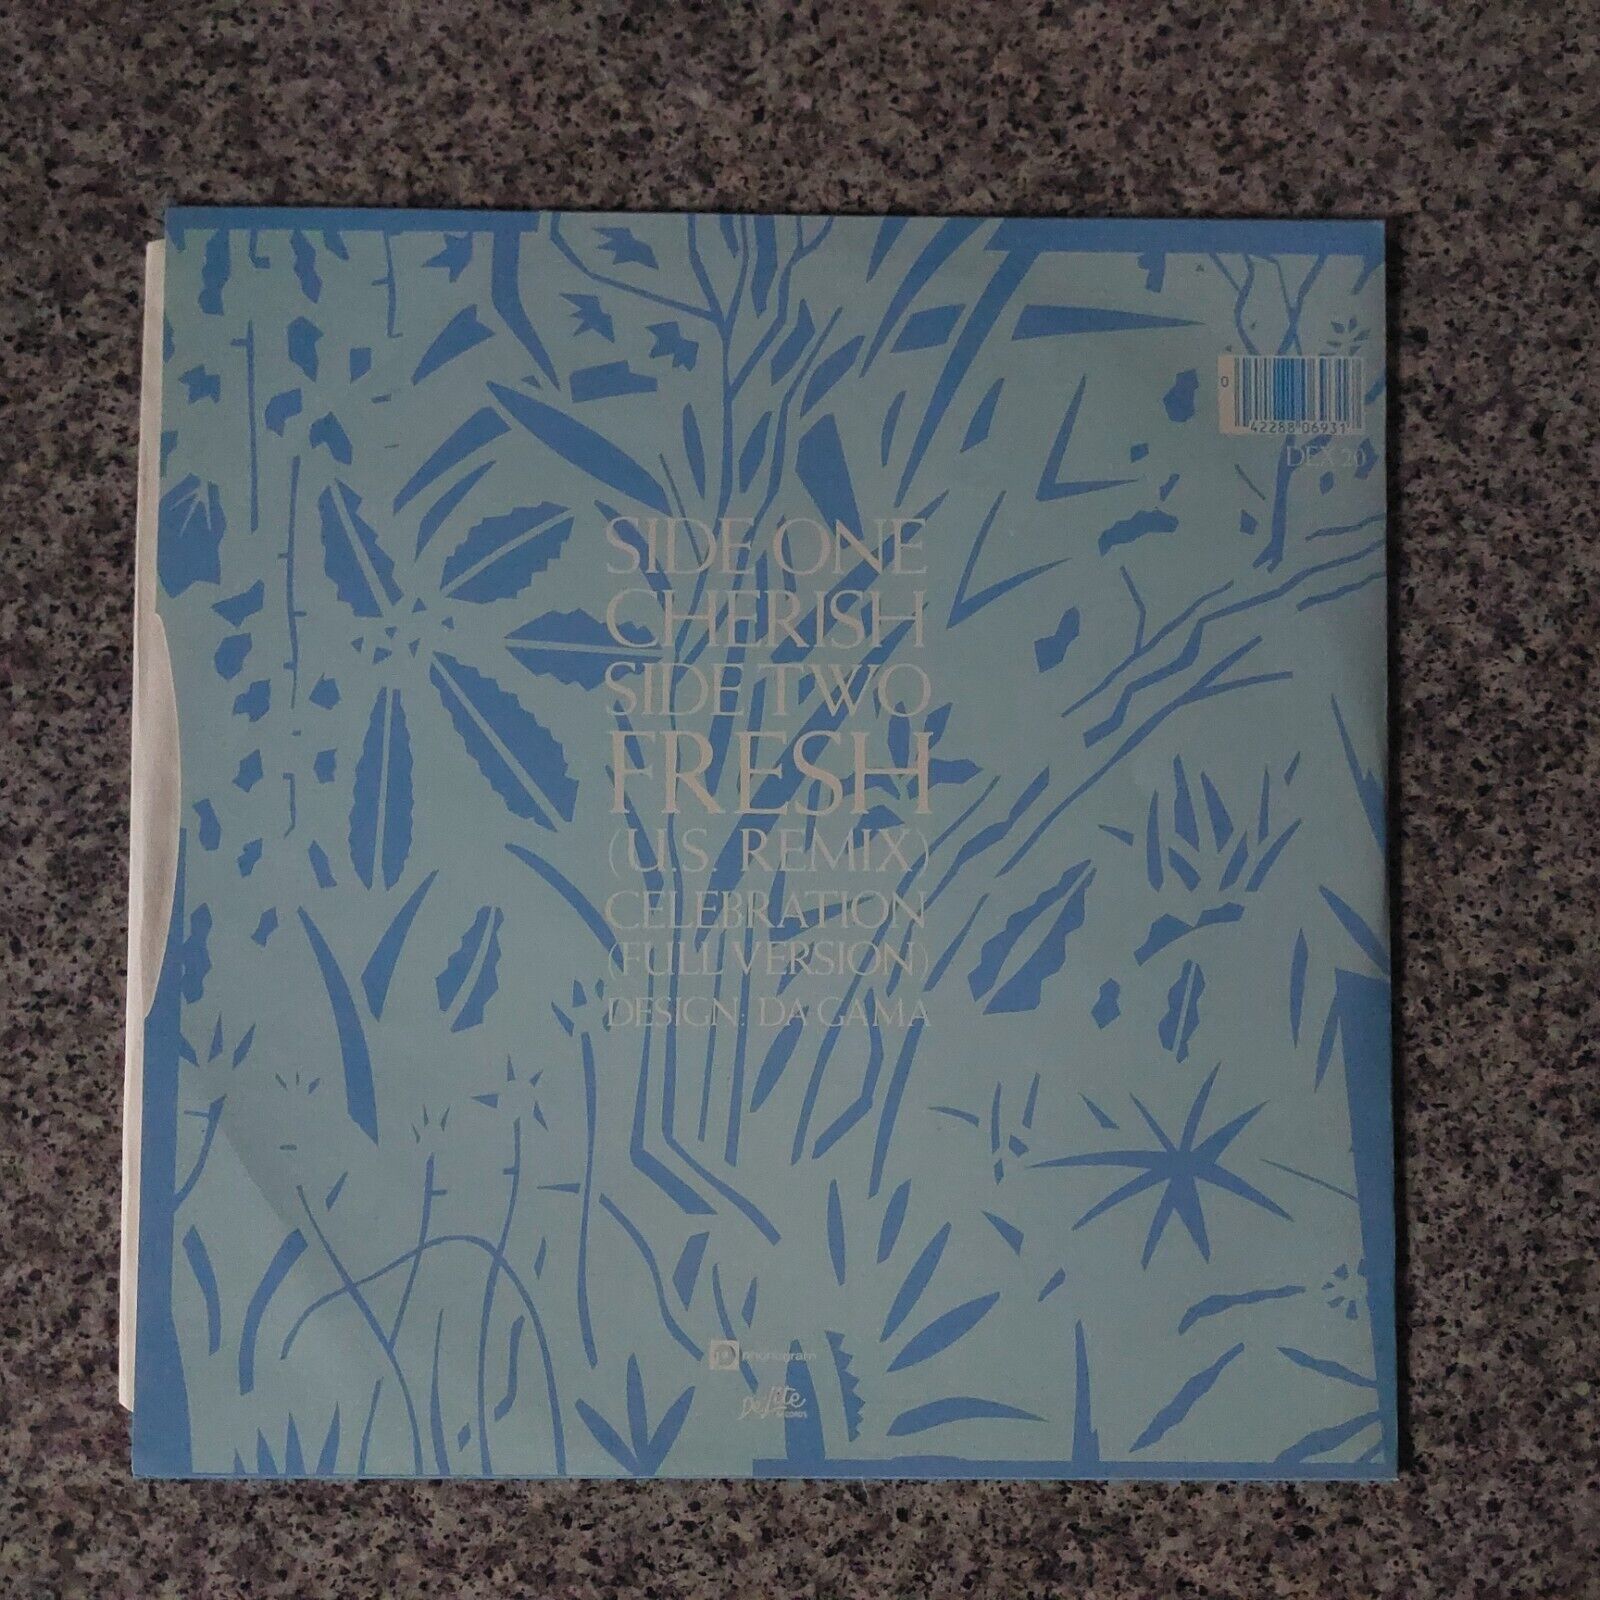 0
42288 06931
DEX 20
SIDE ONE
CHERISH
SIDE TWO
FRESH
(U.S. REMIX)
CELEBRATION
(FULL VERSION)
DESIGN: DA GAMA
phonogram
De-Lite
RECORDS